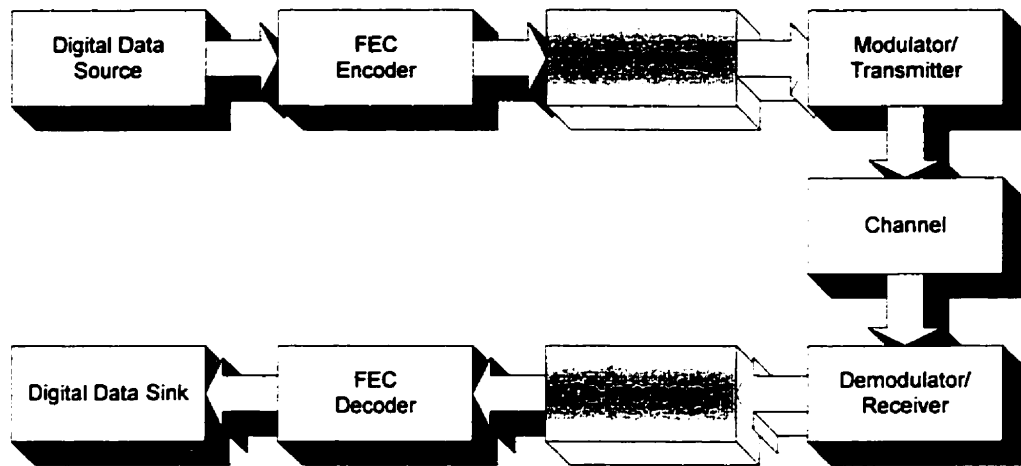 Digital Data
Source
FEC
Encoder
Modulator/
Transmitter
Channel
Digital Data Sink
FEC
Decoder
Demodulator/
Receiver